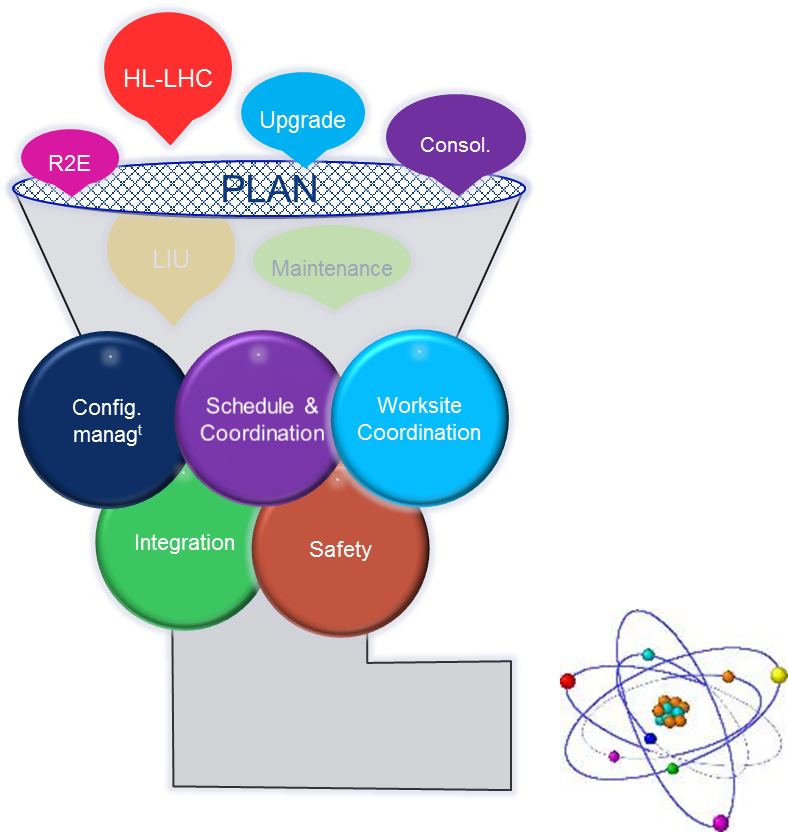 HL-LHC
Upgrade
Consol.
R2E
PLAN
LIU
Maintenance
Config.
managᵗ
Schedule &
Coordination
Worksite
Coordination
Integration
Safety